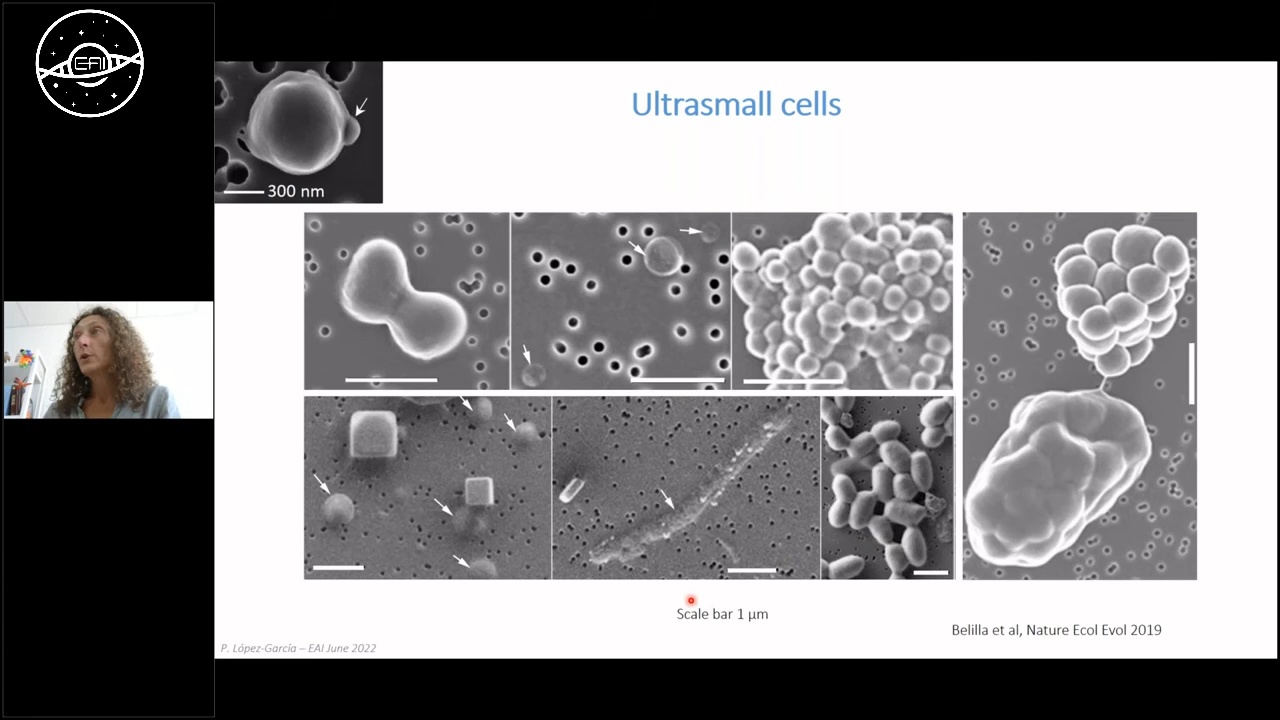 EAI
300 nm
Ultrasmall cells
Scale bar 1 µm
Belilla et al, Nature Ecol Evol 2019
P. López-García – EAI June 2022